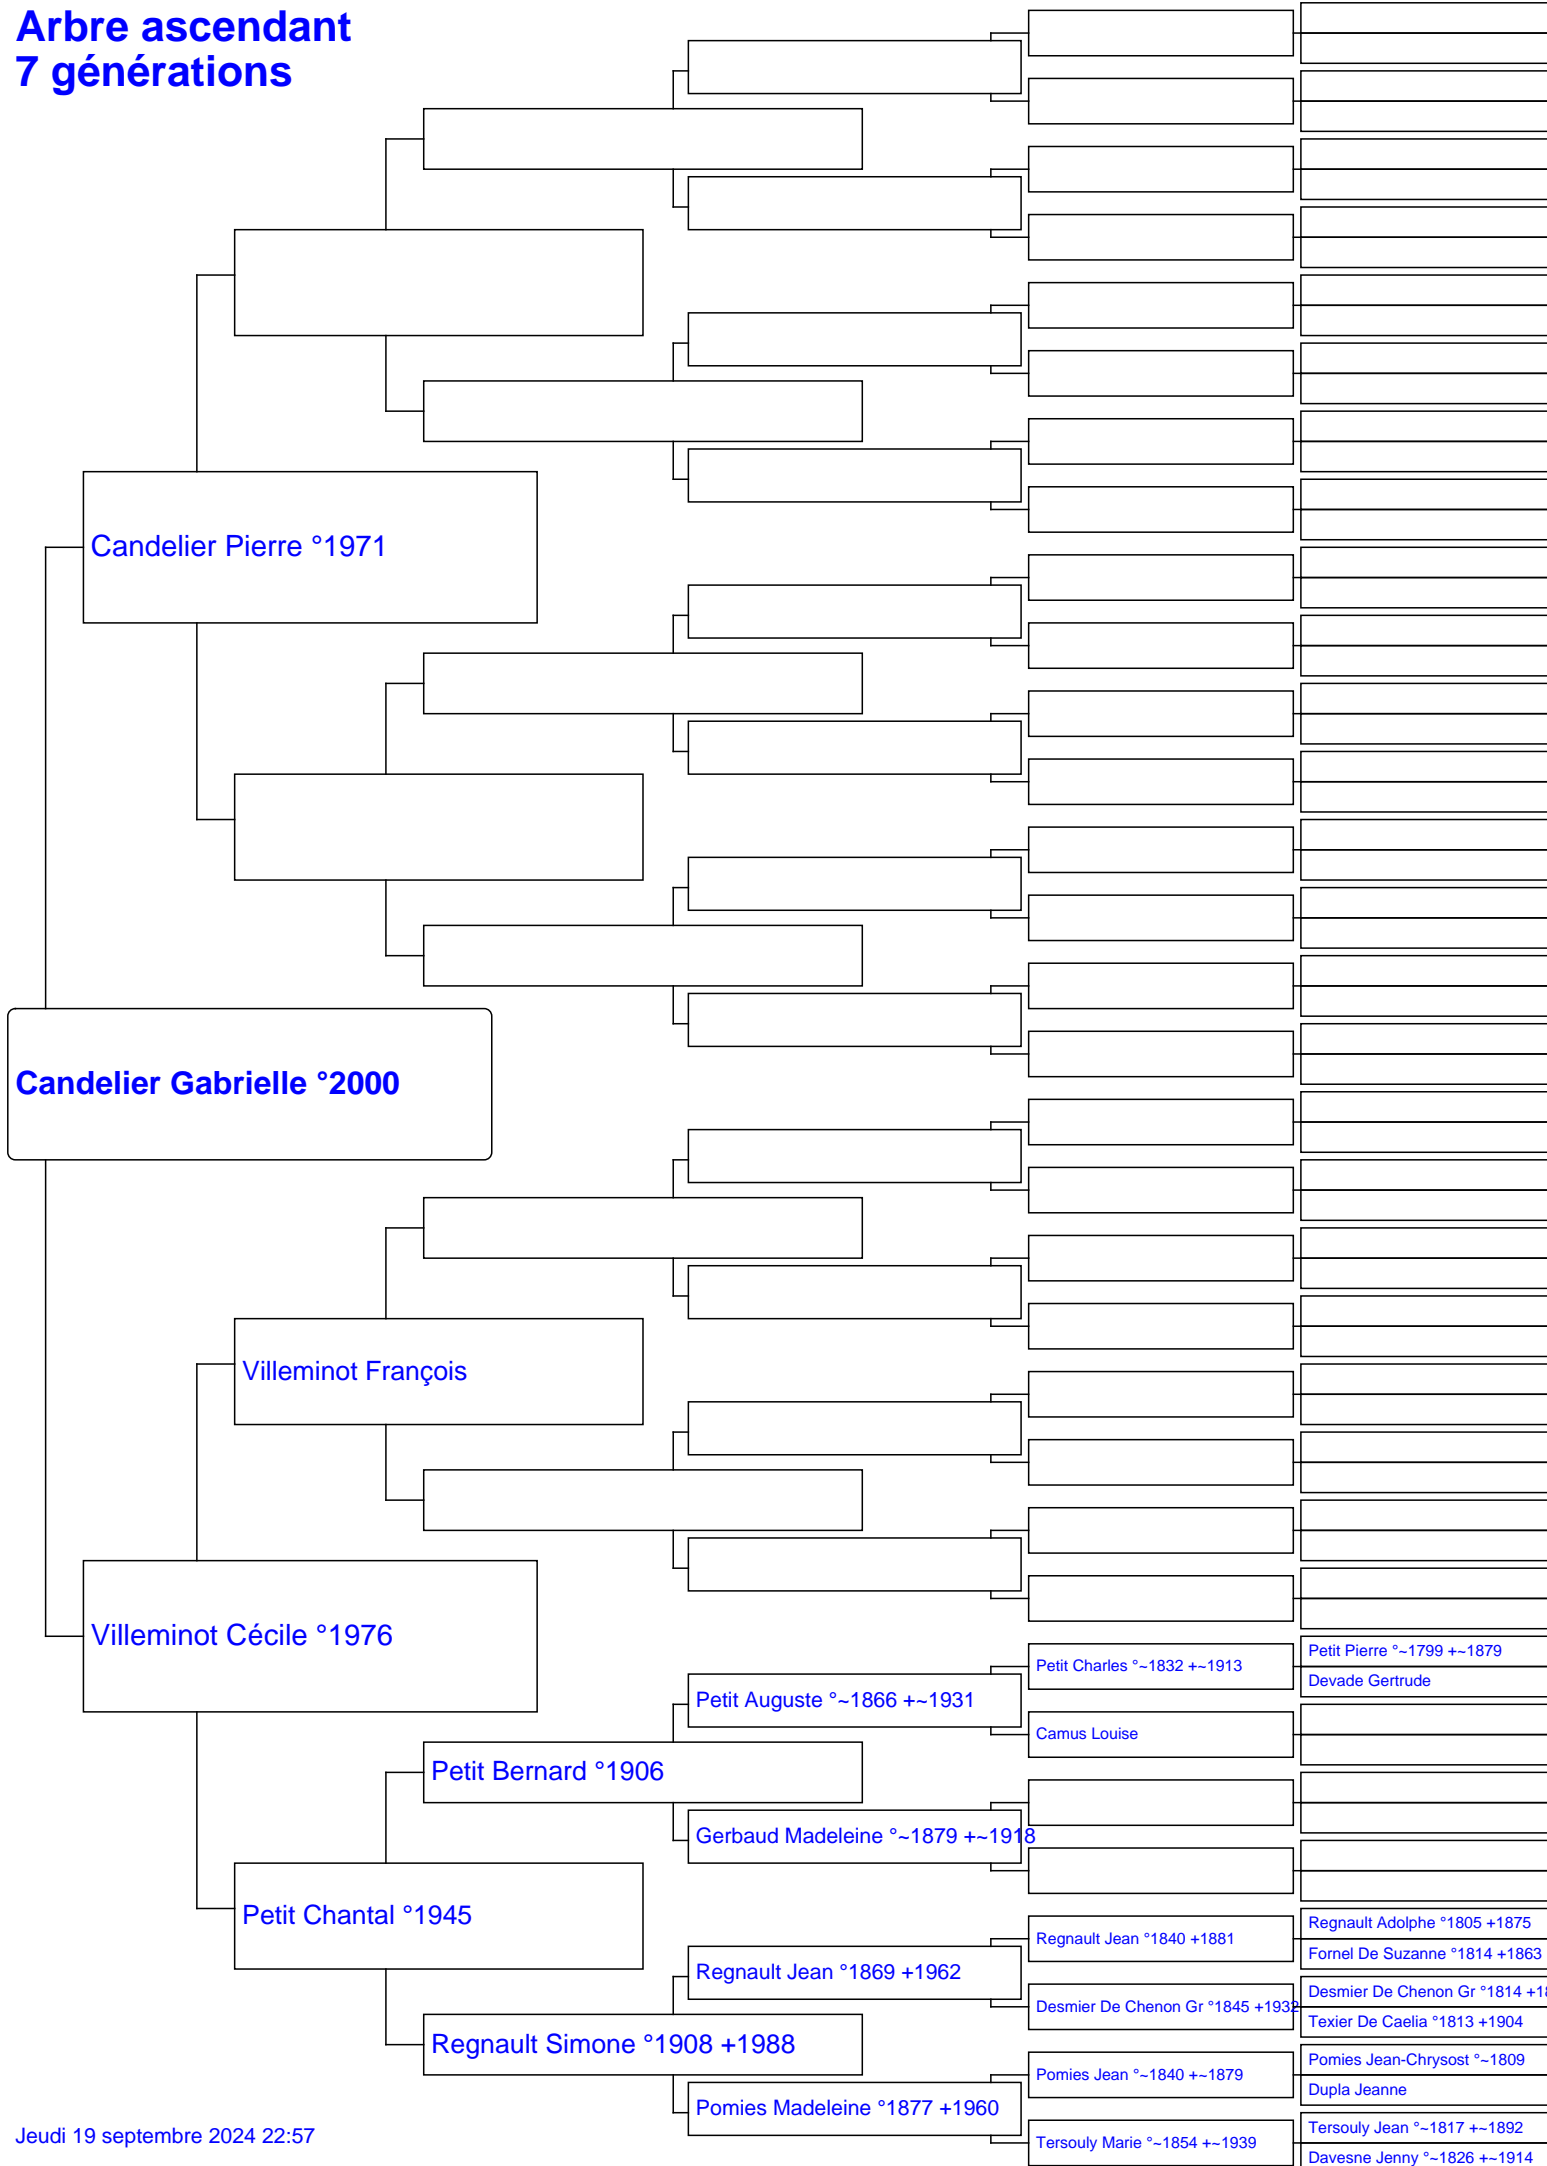 Arbre ascendant
7 générations
Candelier Pierre °1971
Candelier Gabrielle °2000
Villeminot François
Villeminot Cécile °1976
Petit Charles °~1832 +~1913
Petit Pierre °~1799 +~1879
Devade Gertrude
Petit Auguste °~1866 +~1931
Camus Louise
Petit Bernard °1906
Gerbaud Madeleine °~1879 +~1918
Petit Chantal °1945
Regnault Jean °1840 +1881
Regnault Adolphe °1805 +1875
Fornel De Suzanne °1814 +1863
Regnault Jean °1869 +1962
Desmier De Chenon Gr °1845 +1932
Desmier De Chenon Gr °1814
Texier De Caelia °1813 +1904
Regnault Simone °1908 +1988
Pomies Jean °~1840 +~1879
Pomies Jean-Chrysost °~1809
Dupla Jeanne
Pomies Madeleine °1877 +1960
Tersouly Marie °~1854 +~1939
Tersouly Jean °~1817 +~1892
Davesne Jenny °~1826 +~1914
Jeudi 19 septembre 2024 22:57